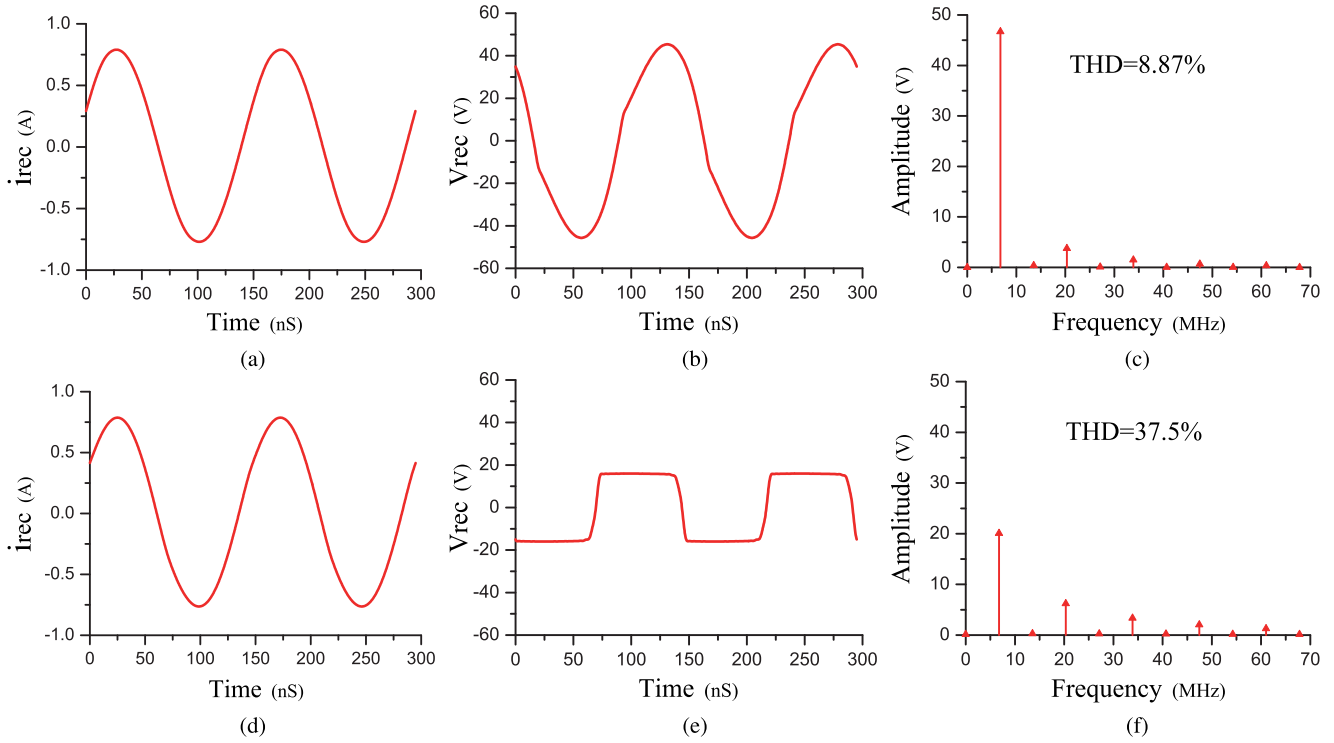 1.0
0.5
0.0
-0.5
-1.0
irec (A)
0 50 100 150 200 250 300
Time (nS)
(a)
60
40
20
0
-20
-40
-60
Vrec (V)
0 50 100 150 200 250 300
Time (nS)
(b)
50
40
30
20
10
0
Amplitude (V)
THD=8.87%
0 10 20 30 40 50 60 70
Frequency (MHz)
(c)
1.0
0.5
0.0
-0.5
-1.0
irec (A)
0 50 100 150 200 250 300
Time (nS)
(d)
60
40
20
0
-20
-40
-60
Vrec (V)
0 50 100 150 200 250 300
Time (nS)
(e)
50
40
30
20
10
0
Amplitude (V)
THD=37.5%
0 10 20 30 40 50 60 70
Frequency (MHz)
(f)